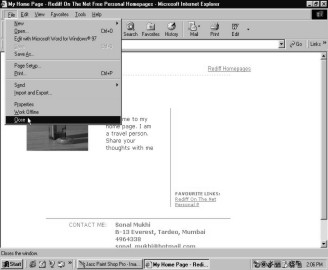 My Home Page - Rediff On The Net Free Personal Homepages - Microsoft Internet Explorer
File Edit View Favorites Tools Help
New
Open... Ctrl+O
Edit with Microsoft Word for Windows® 97
Save
Save As...
Page Setup...
Print... Ctrl+P
Send
Import and Export...
Properties
Work Offline
Close
Search Favorites History Mail Print Edit
Go Links »
Rediff Homepages
me to my
home page. I am
a travel person.
Share your
thoughts with me
FAVOURITE LINKS:
Rediff On The Net
Personal
CONTACT ME: Sonal Mukhi
B-13 Everest, Tardeo, Mumbai
4964338
sonal_mukhi@hotmail.com
Closes the window.
Start Jasc Paint Shop Pro - Ima... My Home Page - Redi... 2:06 PM